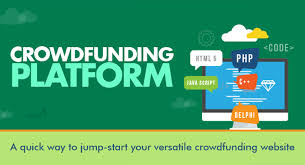 CROWDFUNDING
PLATFORM
HTML 5
PHP
<CODE>
JAVA SCRIPT
C++
DELPHI
A quick way to jump-start your versatile crowdfunding website